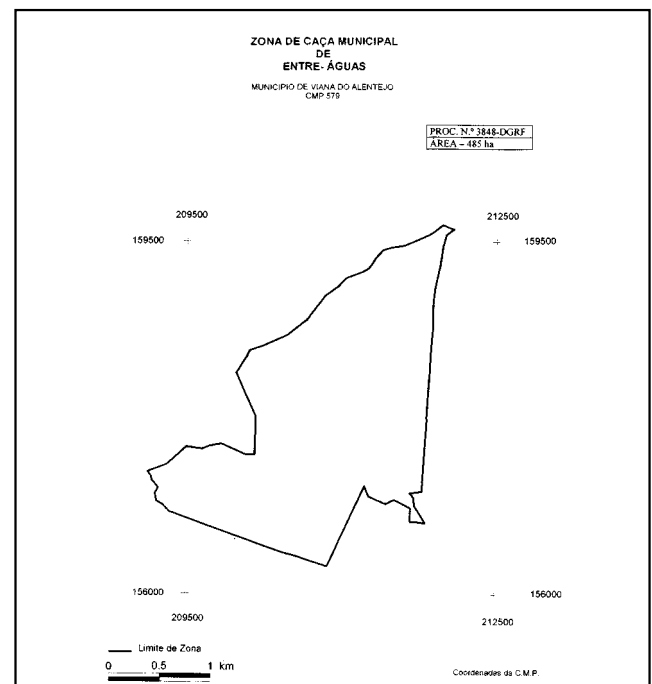 ZONA DE CAÇA MUNICIPAL
DE
ENTRE- ÁGUAS
MUNICIPIO DE VIANA DO ALENTEJO
CMP 579
PROC. N.º 3848-DGRF
ÁREA – 485 ha
209500
212500
159500
159500
156000
156000
209500
212500
Limite de Zona
0 0.5 1 km
Coordenadas da C.M.P.